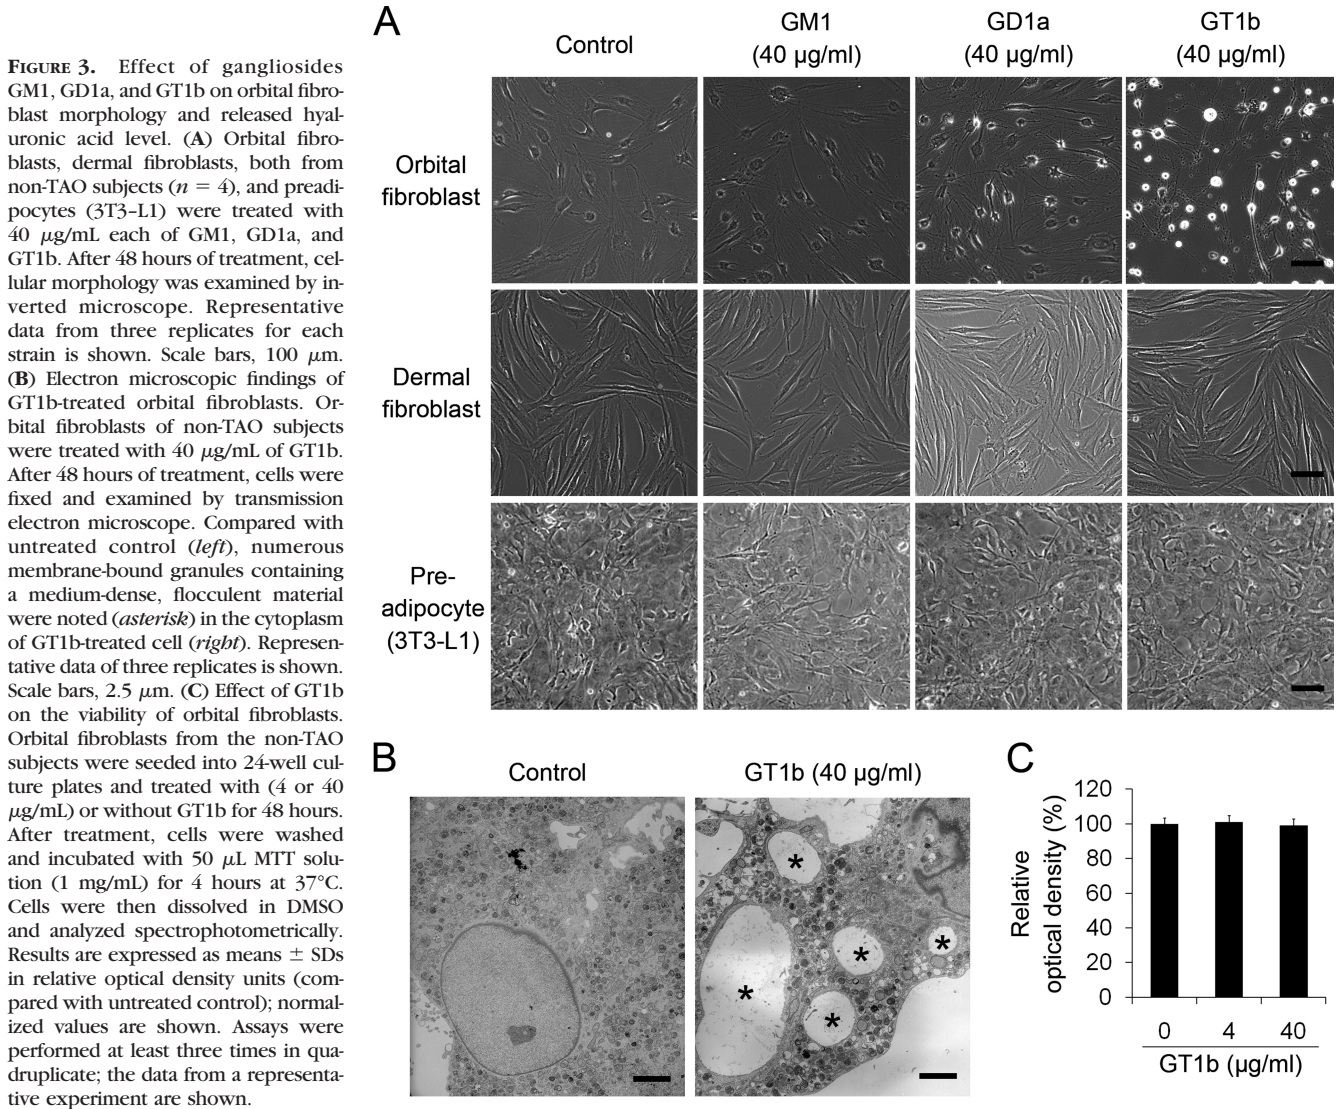 FIGURE 3. Effect of gangliosides
GM1, GD1a, and GT1b on orbital fibro-
blast morphology and released hyal-
uronic acid level. (A) Orbital fibro-
blasts, dermal fibroblasts, both from
non-TAO subjects (n = 4), and preadi-
pocytes (3T3–L1) were treated with
40 μg/mL each of GM1, GD1a, and
GT1b. After 48 hours of treatment, cel-
lular morphology was examined by in-
verted microscope. Representative
data from three replicates for each
strain is shown. Scale bars, 100 μm.
(B) Electron microscopic findings of
GT1b-treated orbital fibroblasts. Or-
bital fibroblasts of non-TAO subjects
were treated with 40 μg/mL of GT1b.
After 48 hours of treatment, cells were
fixed and examined by transmission
electron microscope. Compared with
untreated control (left), numerous
membrane-bound granules containing
a medium-dense, flocculent material
were noted (asterisk) in the cytoplasm
of GT1b-treated cell (right). Represen-
tative data of three replicates is shown.
Scale bars, 2.5 μm. (C) Effect of GT1b
on the viability of orbital fibroblasts.
Orbital fibroblasts from the non-TAO
subjects were seeded into 24-well cul-
ture plates and treated with (4 or 40
μg/mL) or without GT1b for 48 hours.
After treatment, cells were washed
and incubated with 50 μL MTT solu-
tion (1 mg/mL) for 4 hours at 37°C.
Cells were then dissolved in DMSO
and analyzed spectrophotometrically.
Results are expressed as means ± SDs
in relative optical density units (com-
pared with untreated control); normal-
ized values are shown. Assays were
performed at least three times in qua-
druplicate; the data from a representa-
tive experiment are shown.
A
Control
GM1
(40 μg/ml)
GD1a
(40 μg/ml)
GT1b
(40 μg/ml)
Orbital
fibroblast
Dermal
fibroblast
Pre-
adipocyte
(3T3-L1)
B
Control
GT1b (40 μg/ml)
* * * * *
C
Relative
optical density (%)
120
100
80
60
40
20
0
0 4 40
GT1b (μg/ml)